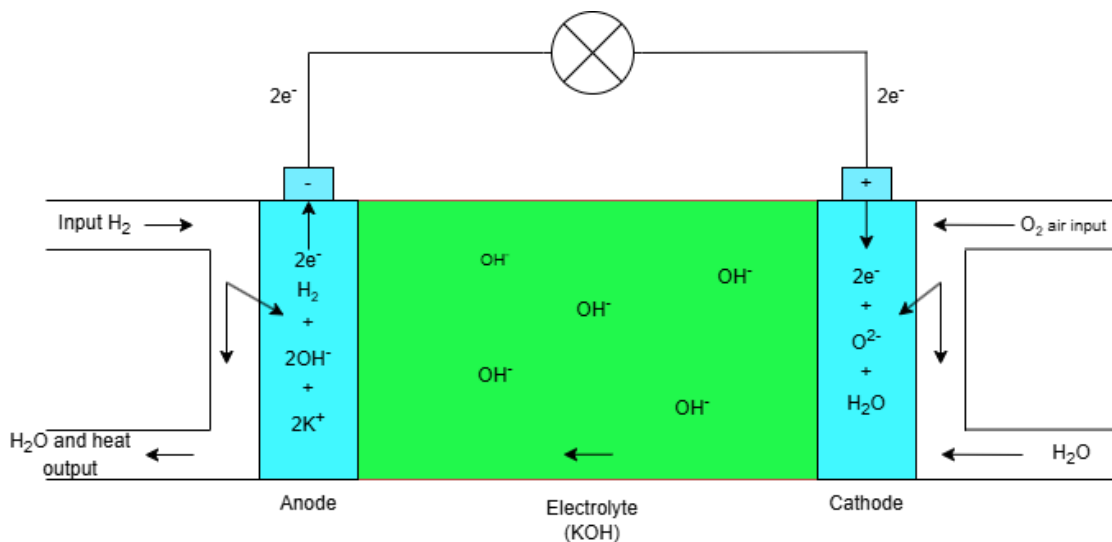 2e⁻
2e⁻
-
+
Input H₂
O₂ air input
2e⁻
H₂
+
2OH⁻
+
2K⁺
OH⁻
OH⁻
OH⁻
OH⁻
OH⁻
2e⁻
+
O²⁻
+
H₂O
H₂O and heat
output
H₂O
Anode
Electrolyte
(KOH)
Cathode